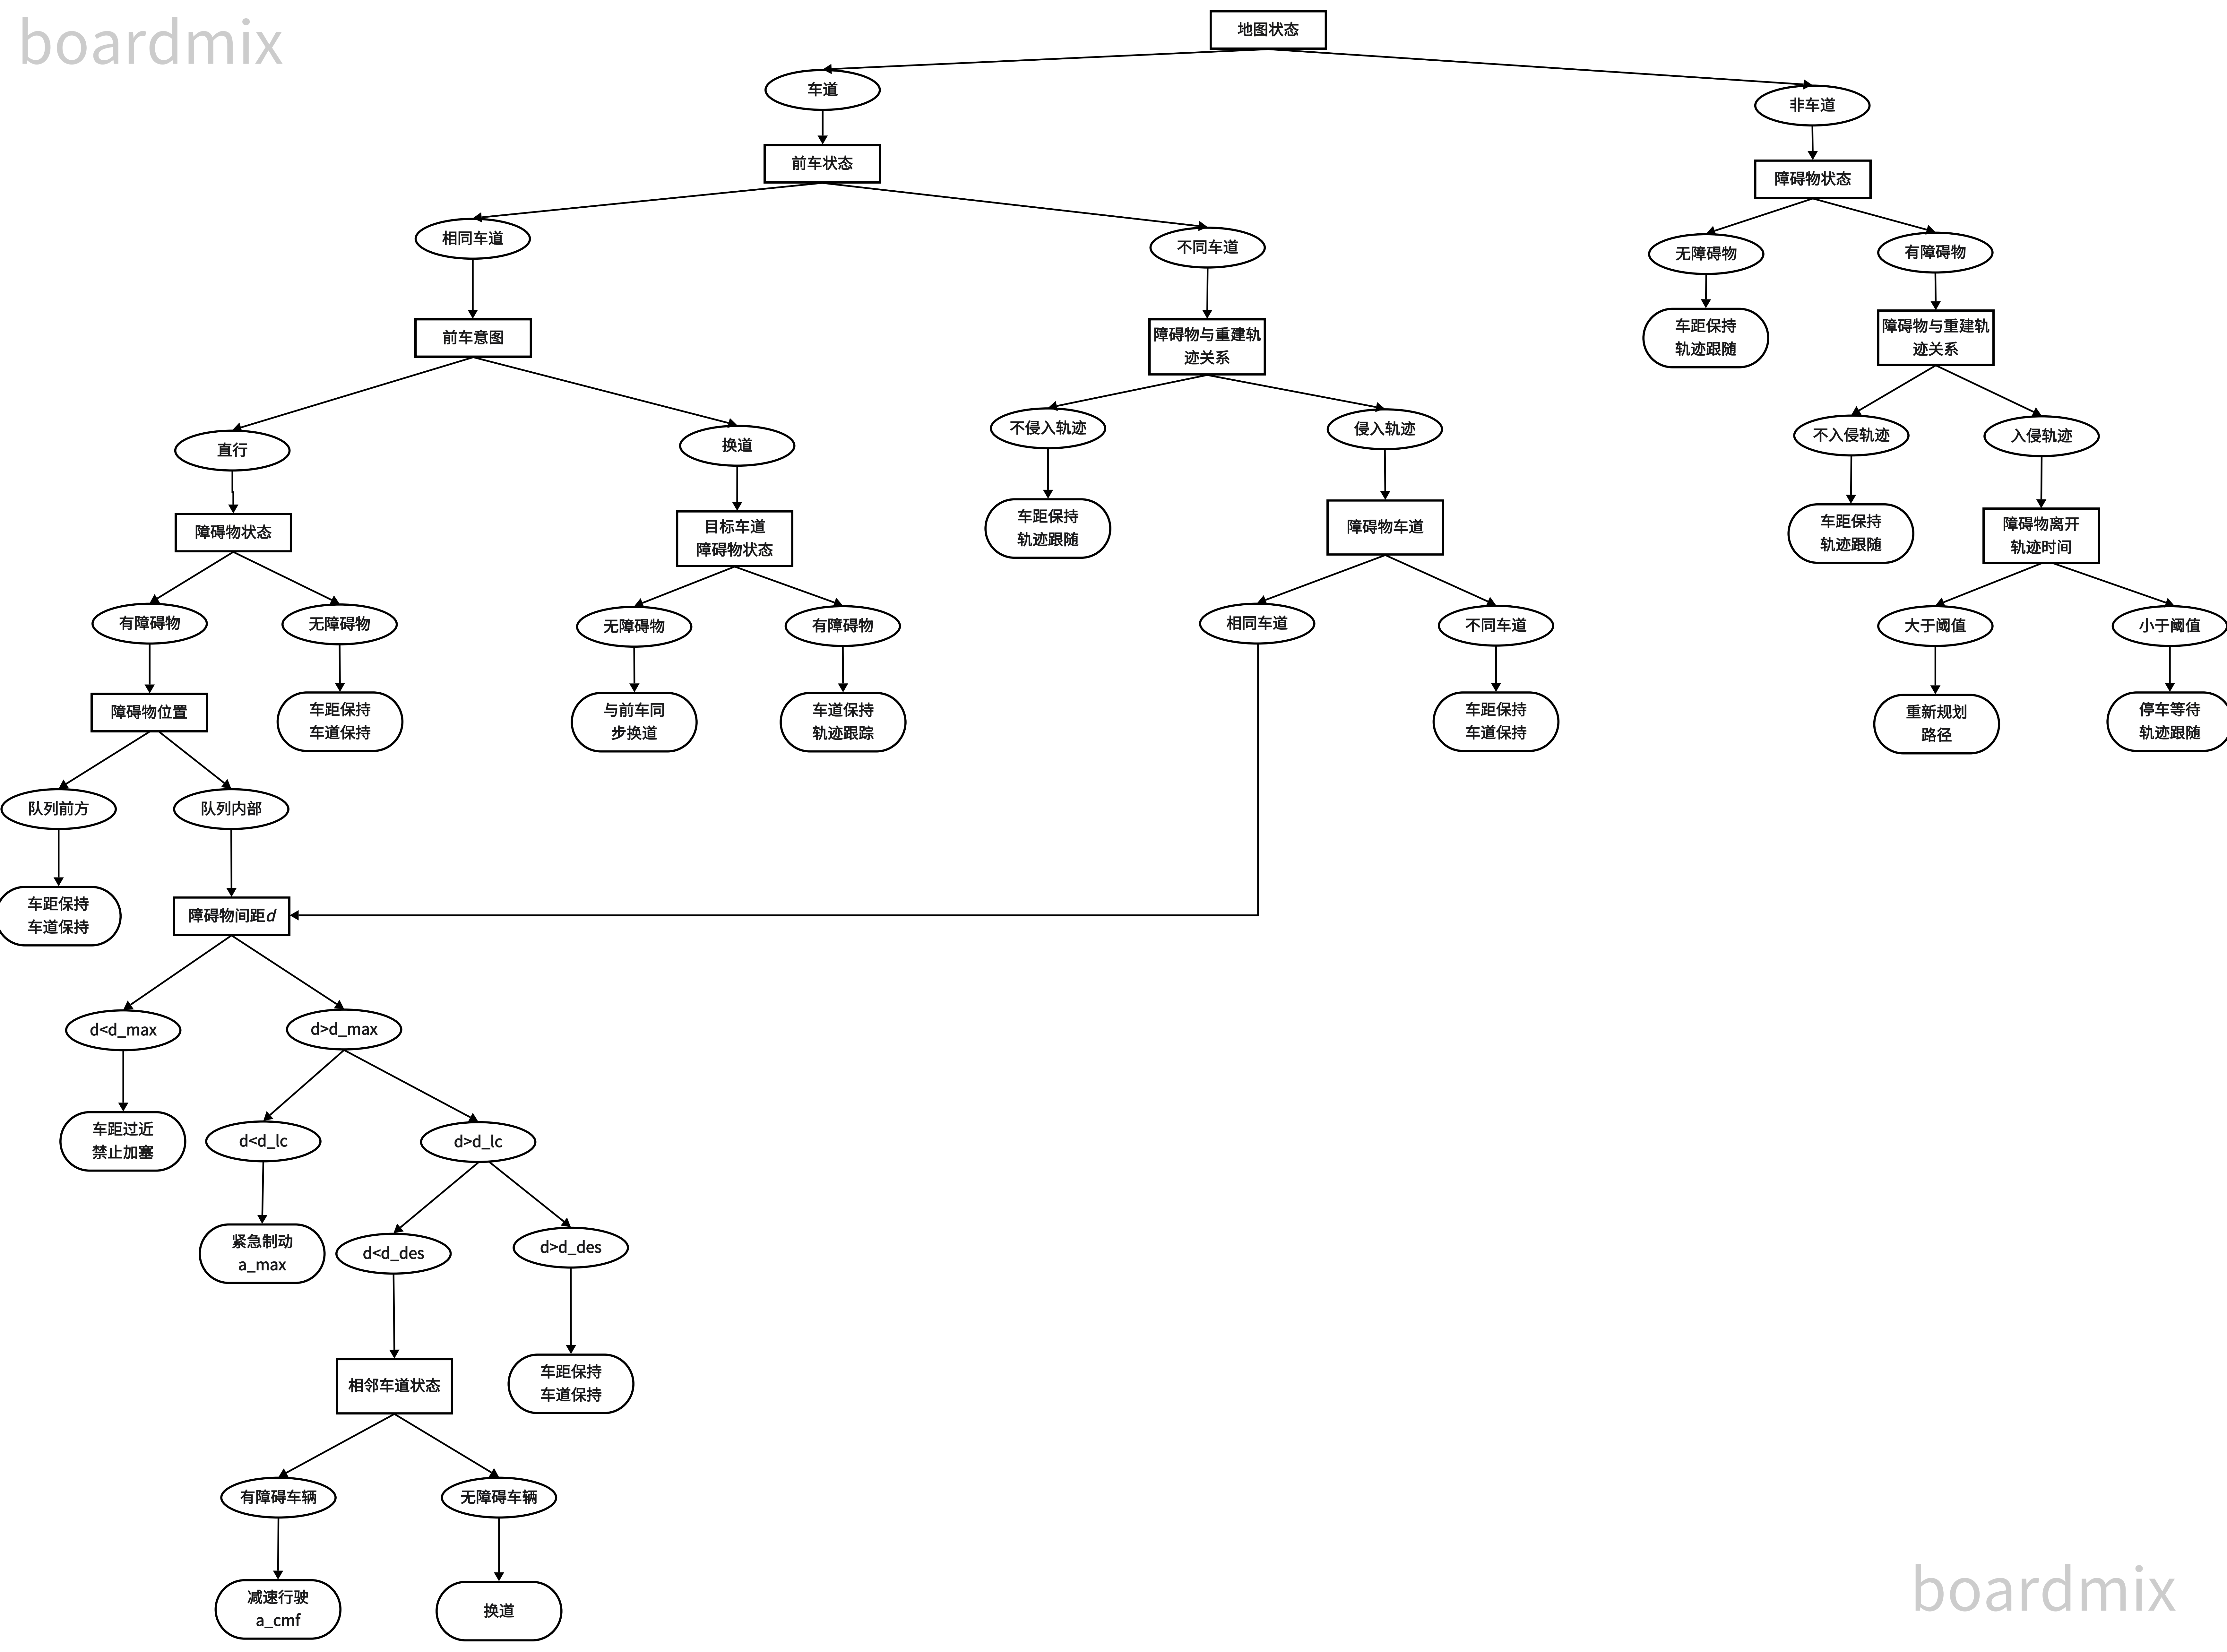 boardmix
地图状态
车道
非车道
前车状态
障碍物状态
相同车道
不同车道
无障碍物
有障碍物
前车意图
障碍物与重建轨
迹关系
车距保持
轨迹跟随
障碍物与重建轨
迹关系
直行
换道
不侵入轨迹
侵入轨迹
不入侵轨迹
入侵轨迹
障碍物状态
目标车道
障碍物状态
车距保持
轨迹跟随
障碍物车道
车距保持
轨迹跟随
障碍物离开
轨迹时间
有障碍物
无障碍物
无障碍物
有障碍物
相同车道
不同车道
大于阈值
小于阈值
障碍物位置
车距保持
车道保持
与前车同
步换道
车道保持
轨迹跟踪
车距保持
车道保持
重新规划
路径
停车等待
轨迹跟随
队列前方
队列内部
车距保持
车道保持
障碍物间距d
d<d_max
d>d_max
车距过近
禁止加塞
d<d_lc
d>d_lc
紧急制动
a_max
d<d_des
d>d_des
相邻车道状态
车距保持
车道保持
有障碍车辆
无障碍车辆
减速行驶
a_cmf
换道
boardmix